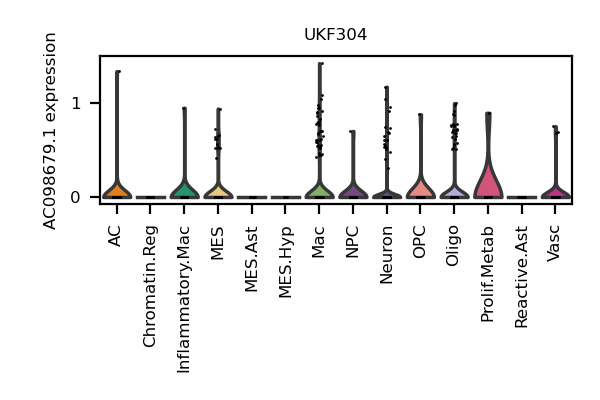 UKF304
AC098679.1 expression
1
0
AC
Chromatin.Reg
Inflammatory.Mac
MES
MES.Ast
MES.Hyp
Mac
NPC
Neuron
OPC
Oligo
Prolif.Metab
Reactive.Ast
Vasc